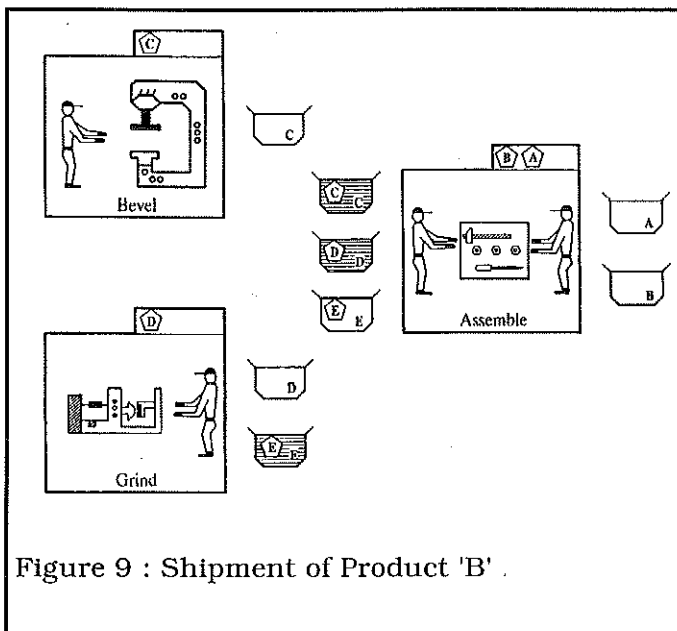 C
Bevel
C
B A
C C
D D
E E
Assemble
A
B
D
Grind
D
E E
Figure 9 : Shipment of Product 'B'